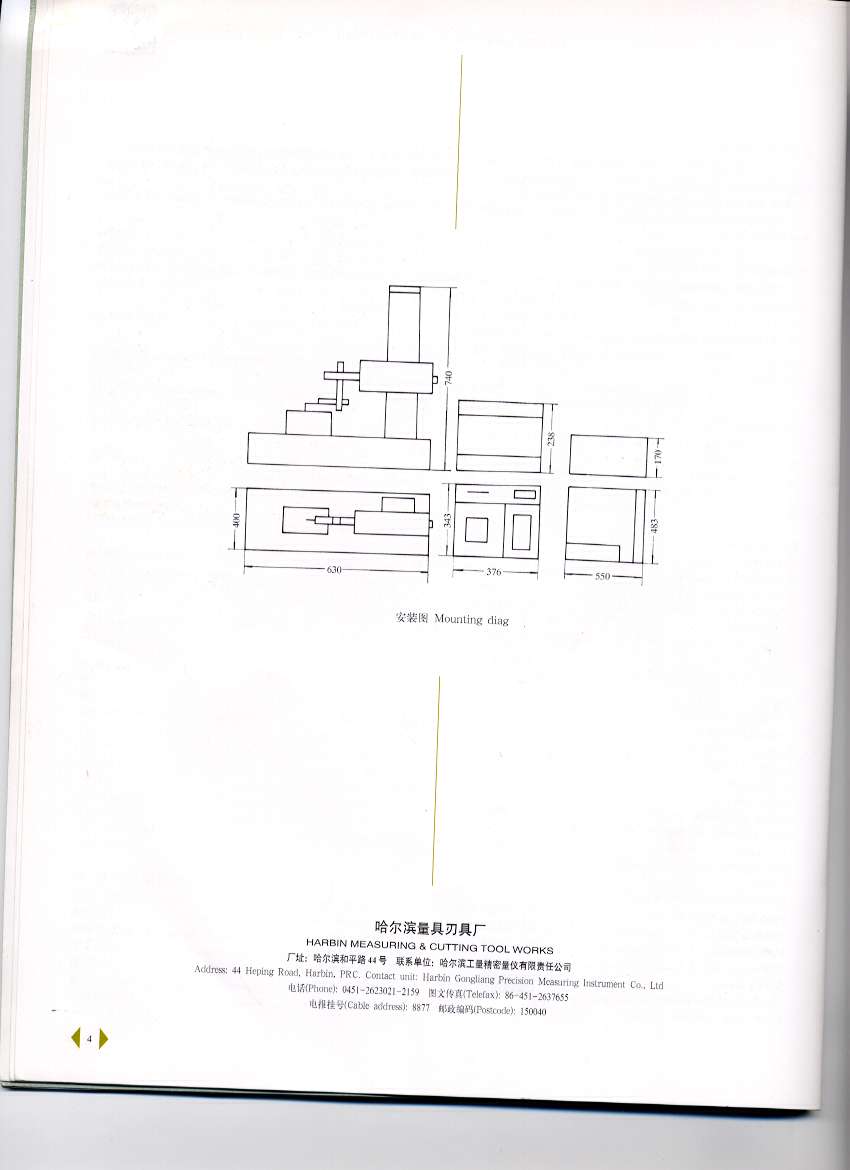 740
238
170
400
343
483
630
376
550
安装图 Mounting diag
哈尔滨量具刃具厂
HARBIN MEASURING & CUTTING TOOL WORKS
厂址：哈尔滨和平路 44 号 联系单位：哈尔滨工量精密量仪有限责任公司
Address: 44 Heping Road, Harbin, PRC. Contact unit: Harbin Gongliang Precision Measuring Instrument Co., Ltd
电话(Phone): 0451-2623021-2159 图文传真(Telefax): 86-451-2637655
电报挂号(Cable address): 8877 邮政编码(Postcode): 150040
4